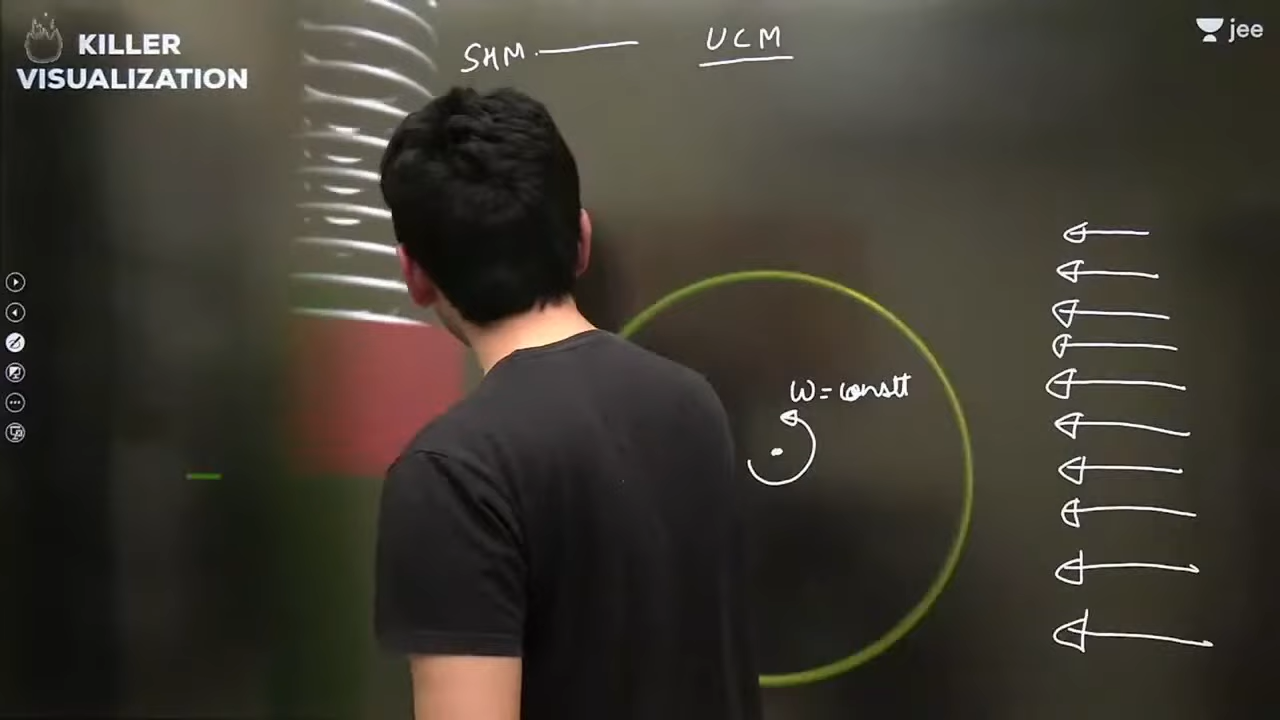 KILLER
VISUALIZATION
SHM
UCM
jee
W = constt